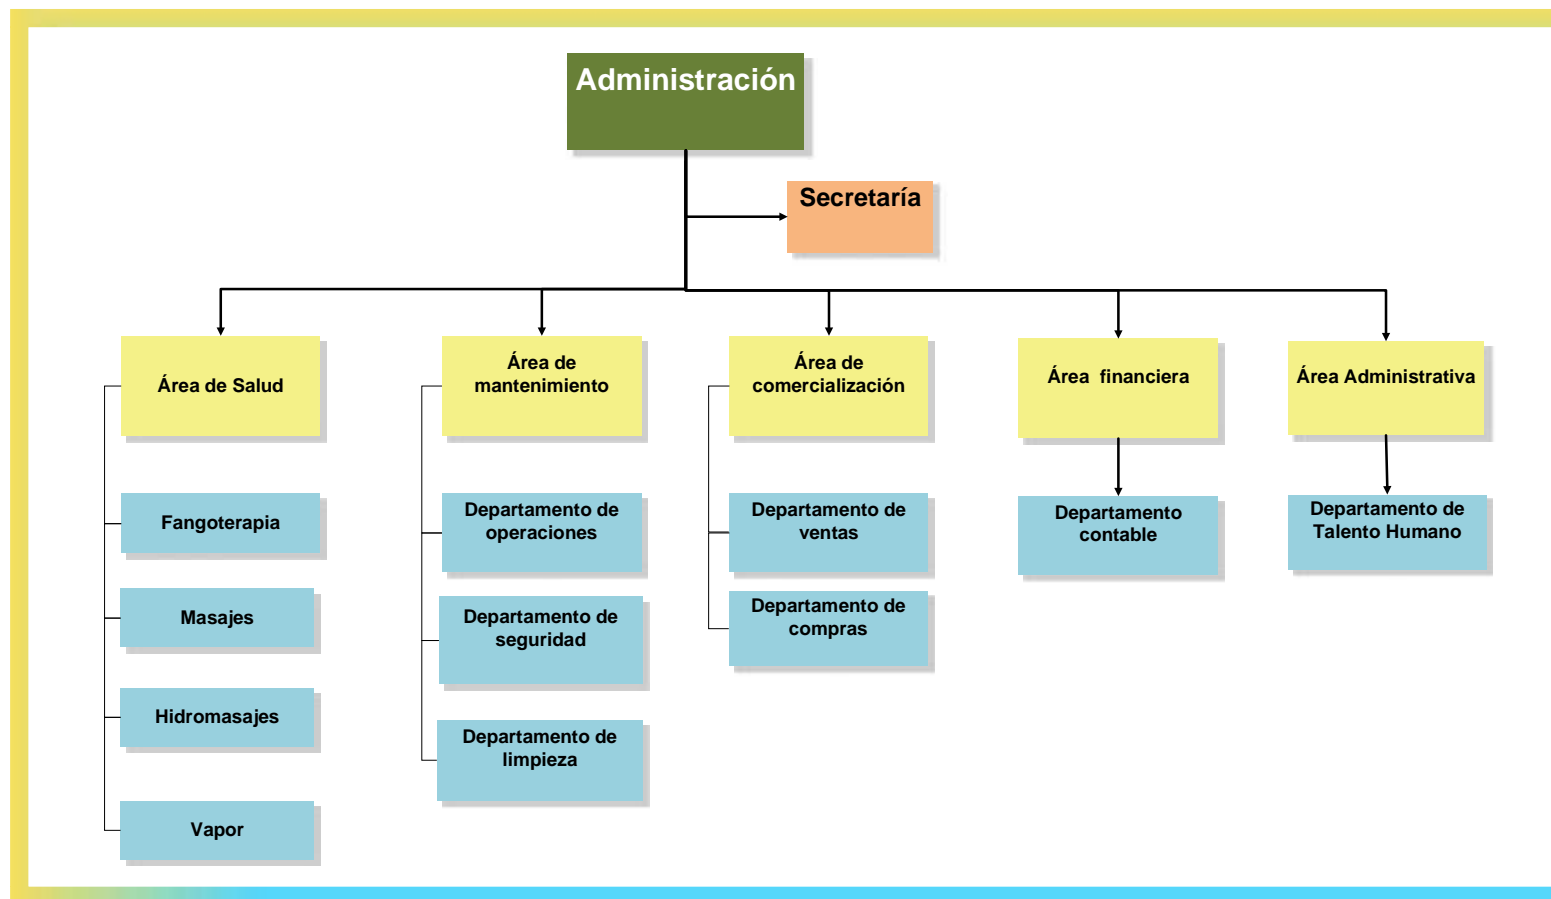 Administración
Secretaría
Área de Salud
Área de
mantenimiento
Área de
comercialización
Área financiera
Área Administrativa
Fangoterapia
Masajes
Hidromasajes
Vapor
Departamento de
operaciones
Departamento de
seguridad
Departamento de
limpieza
Departamento de
ventas
Departamento de
compras
Departamento
contable
Departamento de
Talento Humano